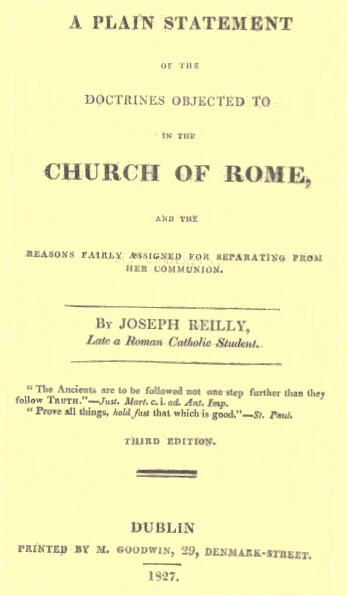 A PLAIN STATEMENT
OF THE
DOCTRINES OBJECTED TO
IN THE
CHURCH OF ROME,
AND THE
REASONS FAIRLY ASSIGNED FOR SEPARATING FROM
HER COMMUNION.
By JOSEPH REILLY,
Late a Roman Catholic Student.
“ The Ancients are to be followed not one step further than they
follow TRUTH.”—Just. Mart. c. i. ad. Ant. Imp.
“ Prove all things, hold fast that which is good.”—St. Paul.
THIRD EDITION.
DUBLIN
PRINTED BY M. GOODWIN, 29, DENMARK-STREET.
1827.